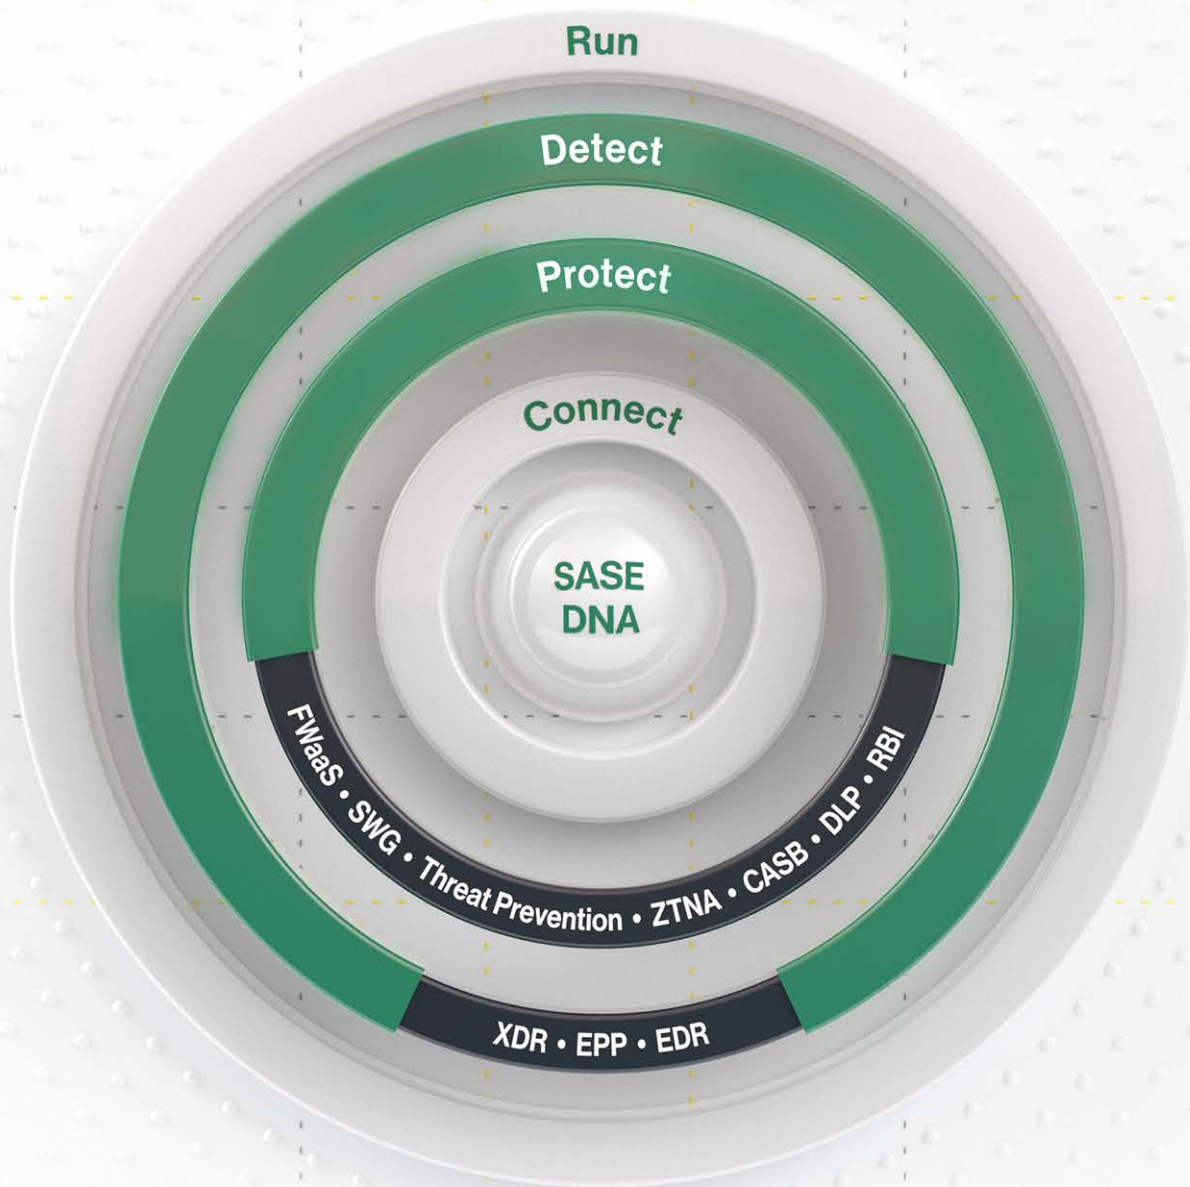 Run
Detect
Protect
Connect
SASE
DNA
FWaaS • SWG • Threat Prevention • ZTNA • CASB • DLP • RBI
XDR • EPP • EDR